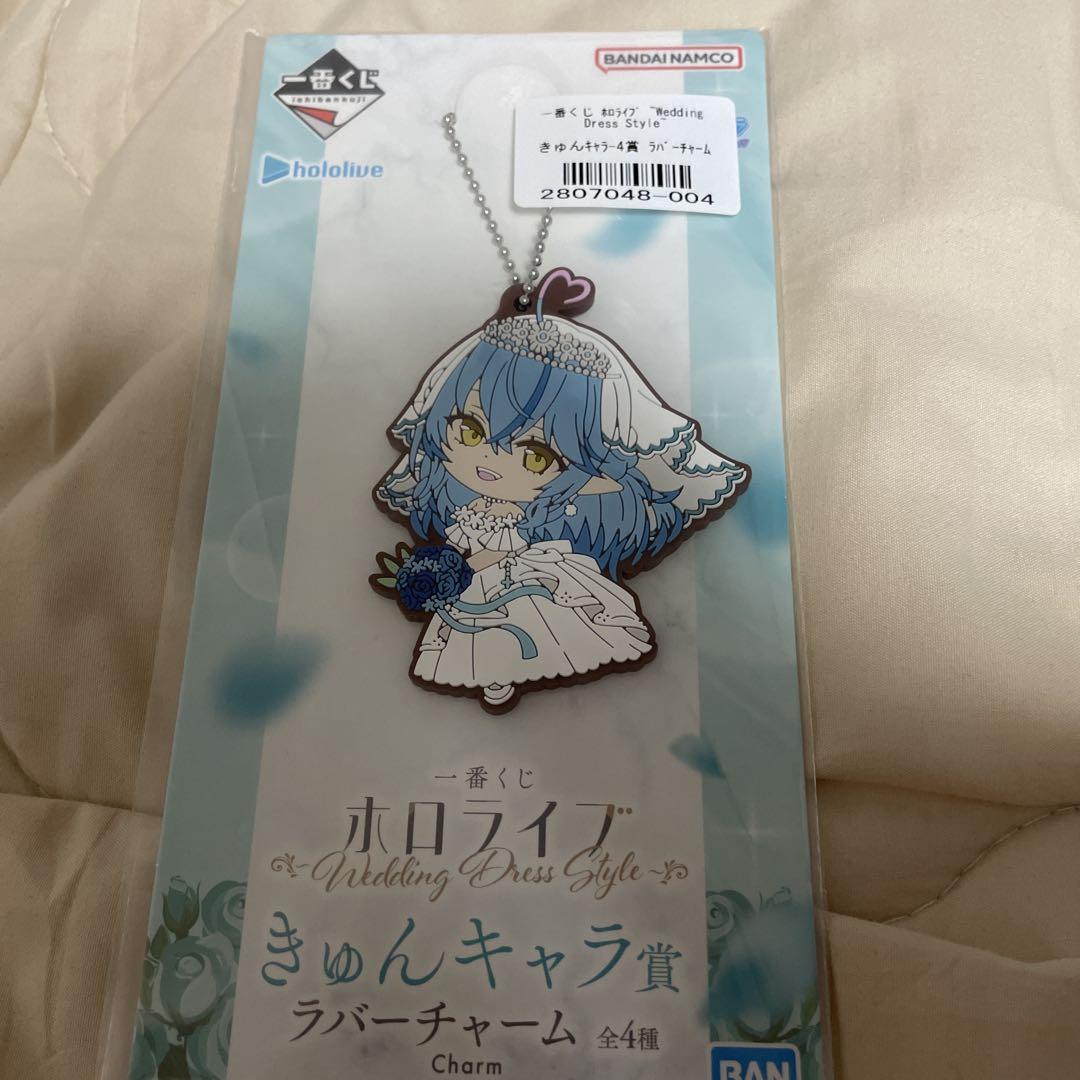 一番くじ
ichibankuji
BANDAI NAMCO
hololive
一番くじ ﾎﾛﾗｲﾌﾞ ~Wedding
Dress Style~
きゅんｷｬﾗｰ4賞 ﾗﾊﾞｰﾁｬｰﾑ
2807048-004
一番くじ
ホロライブ
~Wedding Dress Style~
きゅんキャラ賞
ラバーチャーム 全4種
Charm
BAN